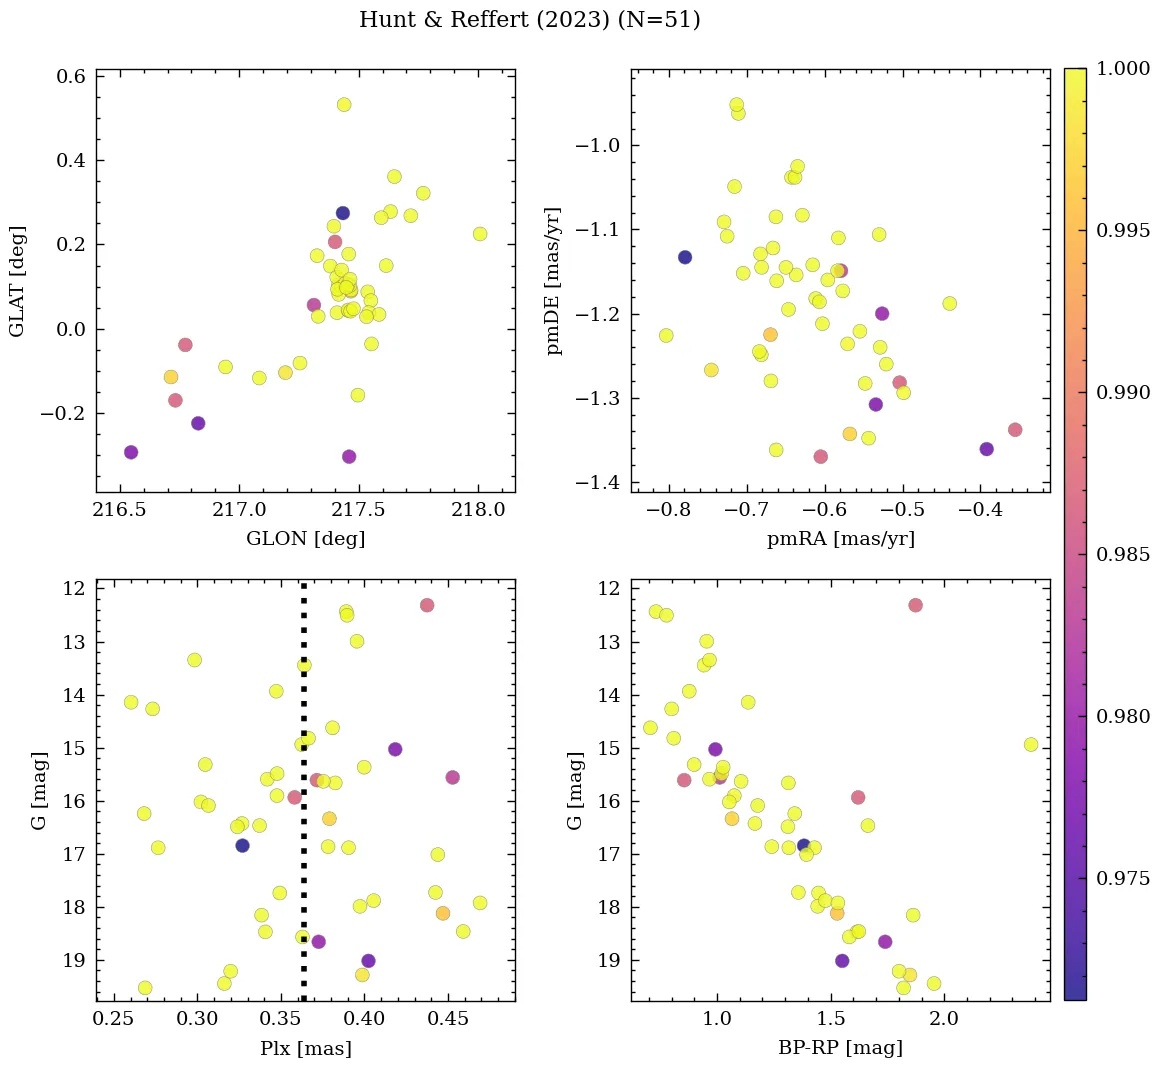 Hunt & Reffert (2023) (N=51)
0.6
0.4
0.2
0.0
−0.2
GLAT [deg]
216.5 217.0 217.5 218.0
GLON [deg]
−1.0
−1.1
−1.2
−1.3
−1.4
pmDE [mas/yr]
−0.8 −0.7 −0.6 −0.5 −0.4
pmRA [mas/yr]
12
13
14
15
16
17
18
19
G [mag]
0.25 0.30 0.35 0.40 0.45
Plx [mas]
12
13
14
15
16
17
18
19
G [mag]
1.0 1.5 2.0
BP-RP [mag]
1.000
0.995
0.990
0.985
0.980
0.975